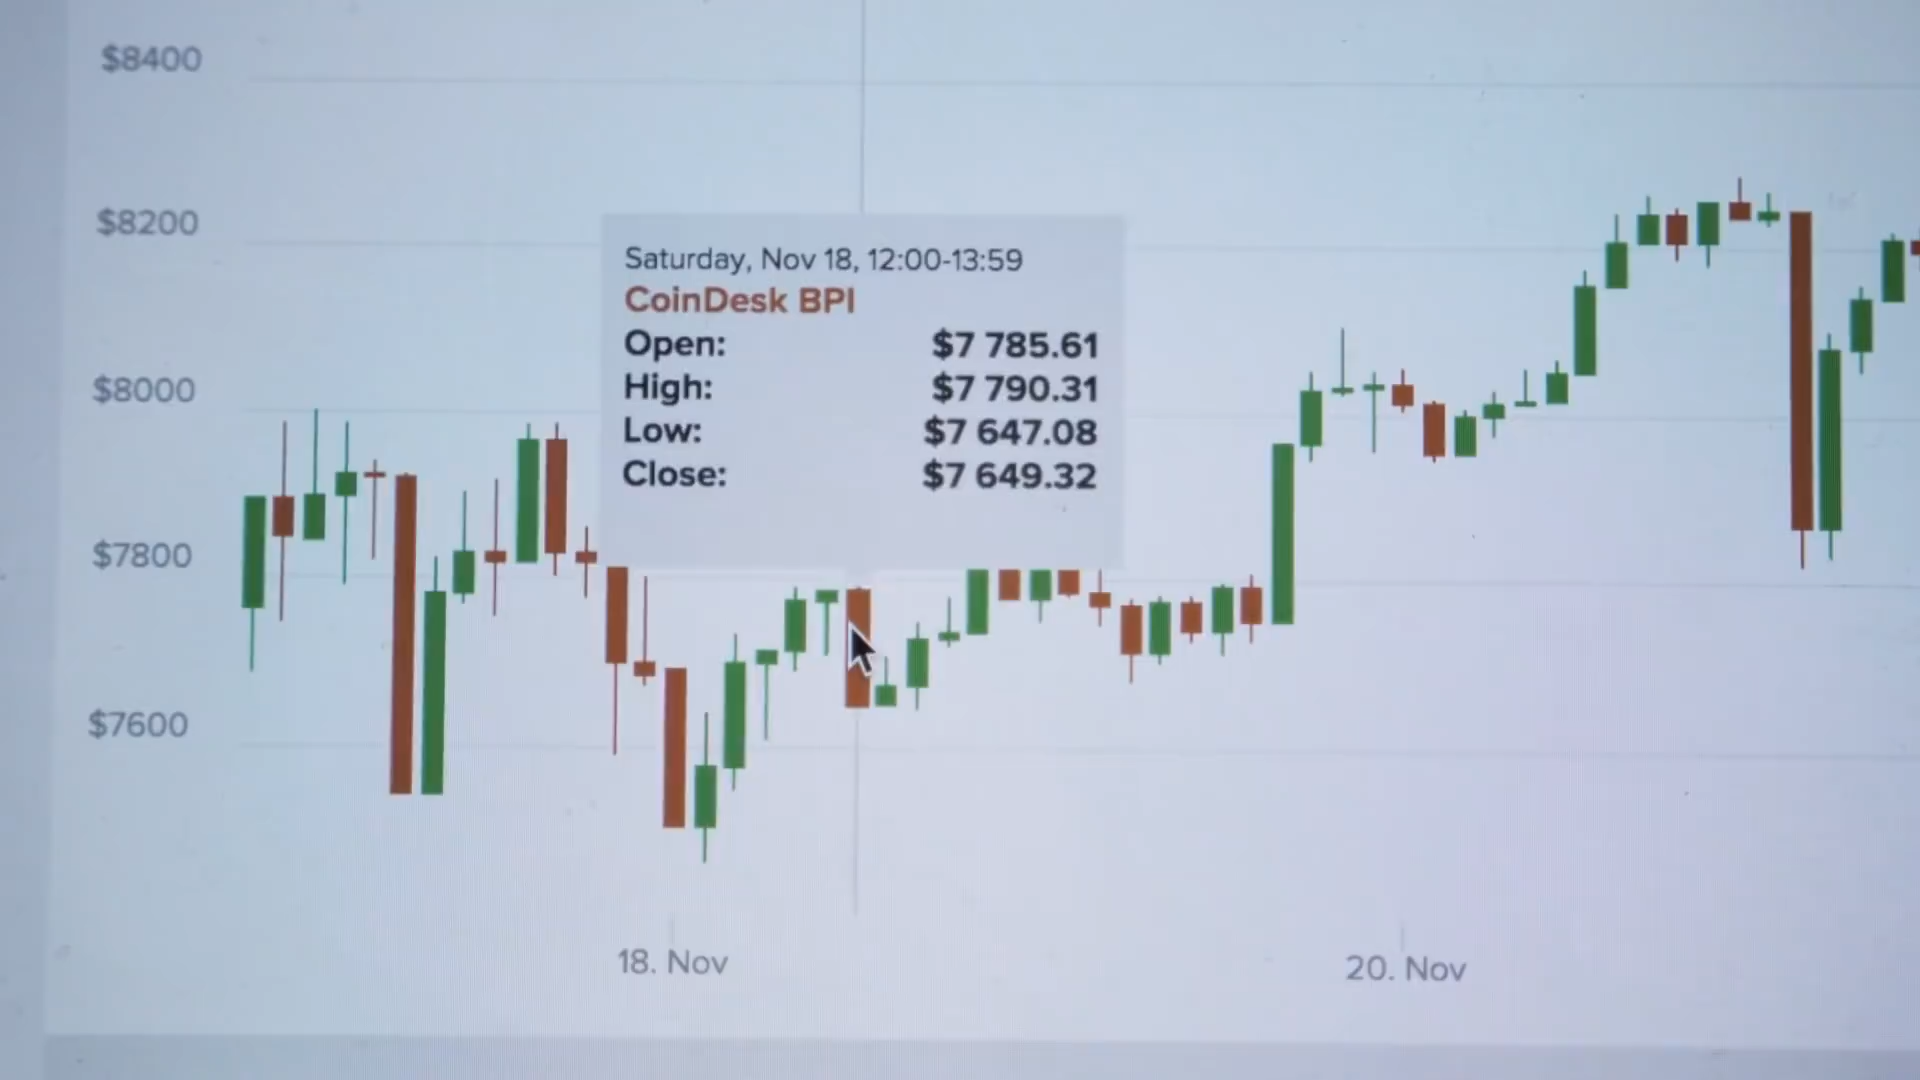 $8400
$8200
$8000
$7800
$7600
Saturday, Nov 18, 12:00-13:59
CoinDesk BPI
Open: $7 785.61
High: $7 790.31
Low: $7 647.08
Close: $7 649.32
18. Nov
20. Nov